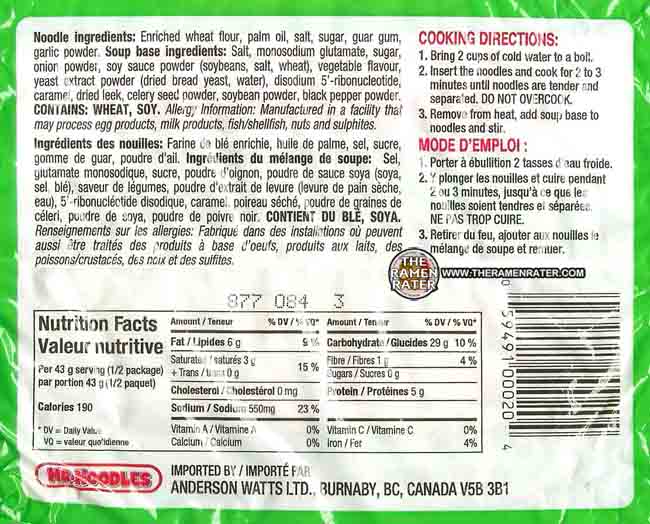 Noodle ingredients: Enriched wheat flour, palm oil, salt, sugar, guar gum,
garlic powder. Soup base ingredients: Salt, monosodium glutamate, sugar,
onion powder, soy sauce powder (soybeans, salt, wheat), vegetable flavour,
yeast extract powder (dried bread yeast, water), disodium 5'-ribonucleotide,
caramel, dried leek, celery seed powder, soybean powder, black pepper powder.
CONTAINS: WHEAT, SOY. Allergy Information: Manufactured in a facility that
may process egg products, milk products, fish/shellfish, nuts and sulphites.
Ingrédients des nouilles: Farine de blé enrichie, huile de palme, sel, sucre,
gomme de guar, poudre d'ail. Ingrédients du mélange de soupe: Sel,
glutamate monosodique, sucre, poudre d'oignon, poudre de sauce soya (soya,
sel, blé), saveur de légumes, poudre d'extrait de levure (levure de pain sèche,
eau), 5'-ribonucléotide disodique, caramel, poireau séché, poudre de graines de
céleri, poudre de soya, poudre de poivre noir. CONTIENT DU BLÉ, SOYA.
Renseignements sur les allergies: Fabriqué dans des installations où peuvent
aussi être traités des produits à base d'oeufs, produits aux laits, des
poissons/crustacés, des noix et des sulfites.
COOKING DIRECTIONS:
1. Bring 2 cups of cold water to a boil.
2. Insert the noodles and cook for 2 to 3
minutes until noodles are tender and
separated. DO NOT OVERCOOK.
3. Remove from heat, add soup base to
noodles and stir.
MODE D'EMPLOI :
1. Porter à ébullition 2 tasses d'eau froide.
2. Y plonger les nouilles et cuire pendant
2 ou 3 minutes, jusqu'à ce que les
nouilles soient tendres et séparées.
NE PAS TROP CUIRE.
3. Retirer du feu, ajouter aux nouilles le
mélange de soupe et remuer.
THE
RAMEN
RATER
WWW.THERAMENRATER.COM
877 084 3
Nutrition Facts
Valeur nutritive
Per 43 g serving (1/2 package)
par portion 43 g (1/2 paquet)
Calories 190
* DV = Daily Value
VQ = valeur quotidienne
Amount / Teneur % DV / % VQ*
Fat / Lipides 6 g 9 %
Saturated / saturés 3 g
+ Trans / trans 0 g 15 %
Cholesterol / Cholestérol 0 mg
Sodium / Sodium 550mg 23 %
Vitamin A / Vitamine A 0%
Calcium / Calcium 0%
Amount / Teneur % DV / % VQ*
Carbohydrate / Glucides 29 g 10 %
Fibre / Fibres 1 g 4 %
Sugars / Sucres 0 g
Protein / Protéines 5 g
Vitamin C / Vitamine C 0%
Iron / Fer 4%
59491 00020 4
MR.NOODLES
IMPORTED BY / IMPORTÉ PAR
ANDERSON WATTS LTD., BURNABY, BC, CANADA V5B 3B1